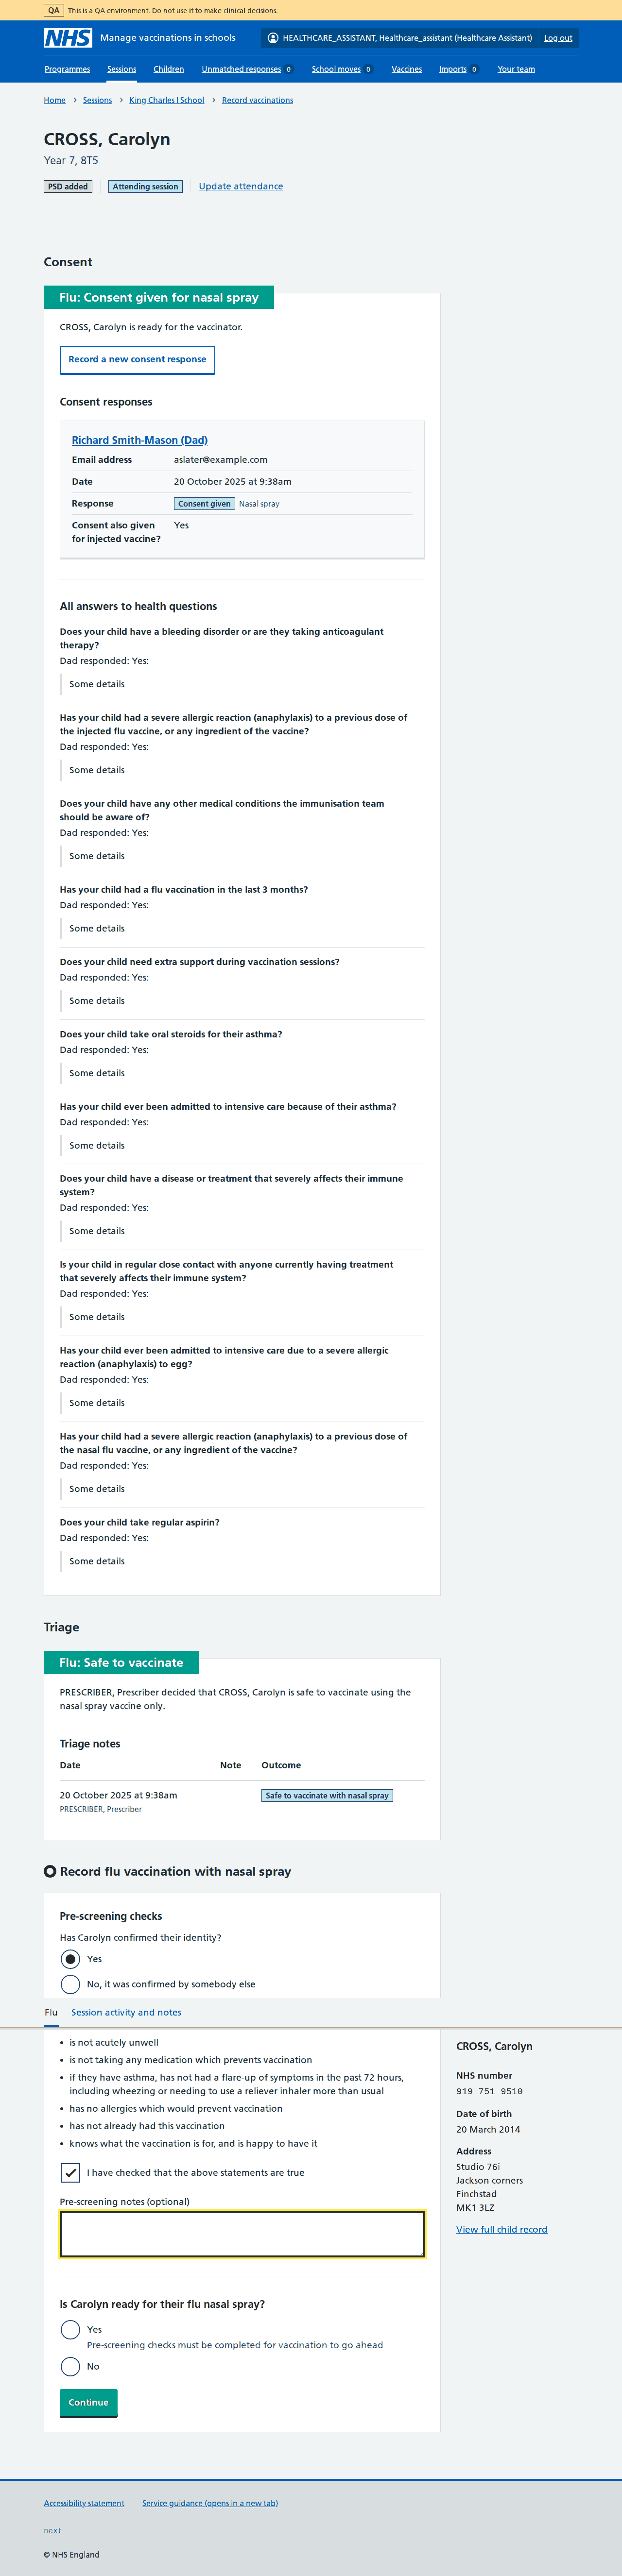 QA This is a QA environment. Do not use it to make clinical decisions.
NHS Manage vaccinations in schools HEALTHCARE_ASSISTANT, Healthcare_assistant (Healthcare Assistant) Log out
Programmes Sessions Children Unmatched responses 0 School moves 0 Vaccines Imports 0 Your team
Home Sessions King Charles I School Record vaccinations
CROSS, Carolyn
Year 7, 8T5
PSD added Attending session Update attendance
Consent
Flu: Consent given for nasal spray
CROSS, Carolyn is ready for the vaccinator.
Record a new consent response
Consent responses
Richard Smith-Mason (Dad)
Email address aslater@example.com
Date 20 October 2025 at 9:38am
Response Consent given Nasal spray
Consent also given Yes
for injected vaccine?
All answers to health questions
Does your child have a bleeding disorder or are they taking anticoagulant
therapy?
Dad responded: Yes:
Some details
Has your child had a severe allergic reaction (anaphylaxis) to a previous dose of
the injected flu vaccine, or any ingredient of the vaccine?
Dad responded: Yes:
Some details
Does your child have any other medical conditions the immunisation team
should be aware of?
Dad responded: Yes:
Some details
Has your child had a flu vaccination in the last 3 months?
Dad responded: Yes:
Some details
Does your child need extra support during vaccination sessions?
Dad responded: Yes:
Some details
Does your child take oral steroids for their asthma?
Dad responded: Yes:
Some details
Has your child ever been admitted to intensive care because of their asthma?
Dad responded: Yes:
Some details
Does your child have a disease or treatment that severely affects their immune
system?
Dad responded: Yes:
Some details
Is your child in regular close contact with anyone currently having treatment
that severely affects their immune system?
Dad responded: Yes:
Some details
Has your child ever been admitted to intensive care due to a severe allergic
reaction (anaphylaxis) to egg?
Dad responded: Yes:
Some details
Has your child had a severe allergic reaction (anaphylaxis) to a previous dose of
the nasal flu vaccine, or any ingredient of the vaccine?
Dad responded: Yes:
Some details
Does your child take regular aspirin?
Dad responded: Yes:
Some details
Triage
Flu: Safe to vaccinate
PRESCRIBER, Prescriber decided that CROSS, Carolyn is safe to vaccinate using the
nasal spray vaccine only.
Triage notes
Date Note Outcome
20 October 2025 at 9:38am Safe to vaccinate with nasal spray
PRESCRIBER, Prescriber
Record flu vaccination with nasal spray
Pre-screening checks
Has Carolyn confirmed their identity?
Yes
No, it was confirmed by somebody else
Flu Session activity and notes
is not acutely unwell
is not taking any medication which prevents vaccination
if they have asthma, has not had a flare-up of symptoms in the past 72 hours,
including wheezing or needing to use a reliever inhaler more than usual
has no allergies which would prevent vaccination
has not already had this vaccination
knows what the vaccination is for, and is happy to have it
I have checked that the above statements are true
Pre-screening notes (optional)
Is Carolyn ready for their flu nasal spray?
Yes
Pre-screening checks must be completed for vaccination to go ahead
No
Continue
CROSS, Carolyn
NHS number
919 751 9510
Date of birth
20 March 2014
Address
Studio 76i
Jackson corners
Finchstad
MK1 3LZ
View full child record
Accessibility statement Service guidance (opens in a new tab)
next
© NHS England